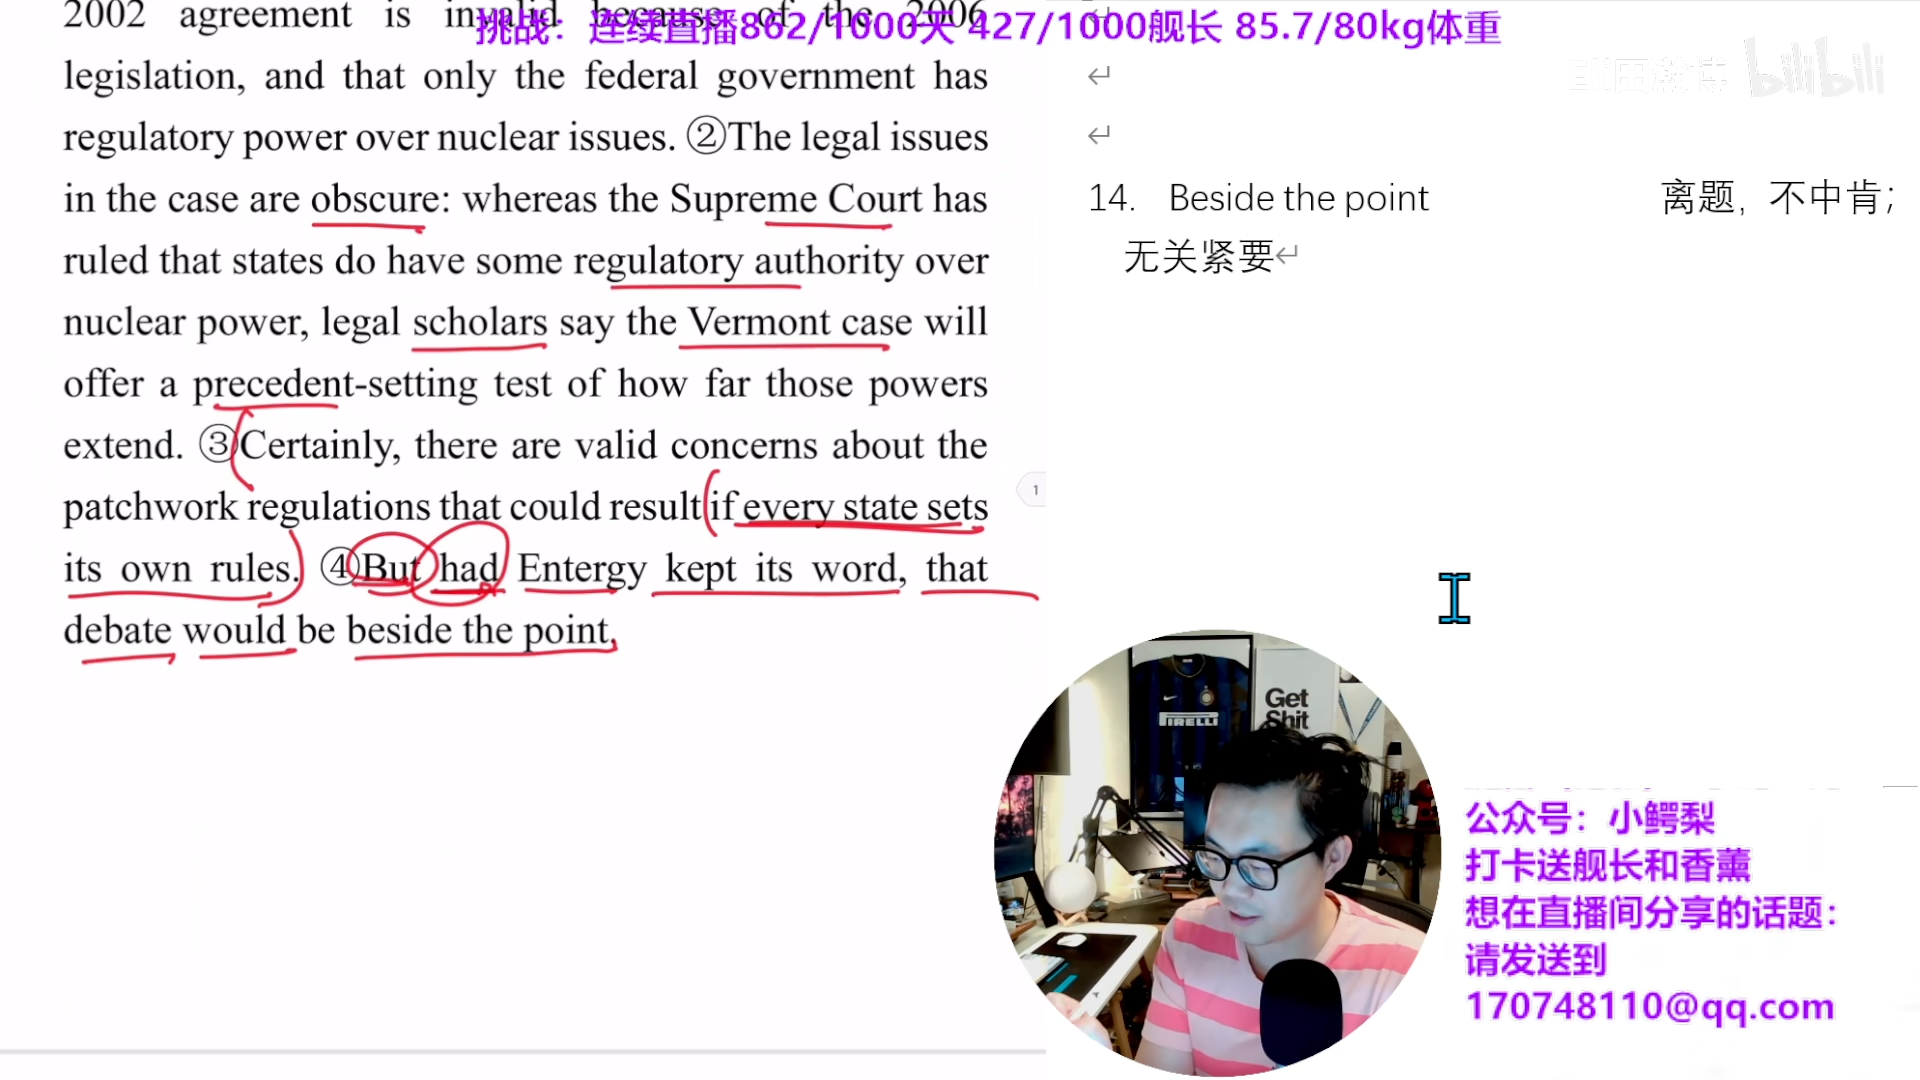 挑战：连续直播862/1000天 427/1000舰长 85.7/80kg体重
2002 agreement is invalid because of the 2006
legislation, and that only the federal government has
regulatory power over nuclear issues. ②The legal issues
in the case are obscure: whereas the Supreme Court has
ruled that states do have some regulatory authority over
nuclear power, legal scholars say the Vermont case will
offer a precedent-setting test of how far those powers
extend. ③Certainly, there are valid concerns about the
patchwork regulations that could result if every state sets
its own rules. ④But had Entergy kept its word, that
debate would be beside the point.
1
bilibili
14. Beside the point 离题，不中肯；
无关紧要
PIRELLI
Get
Shit
公众号：小鳄梨
打卡送舰长和香薰
想在直播间分享的话题：
请发送到
170748110@qq.com